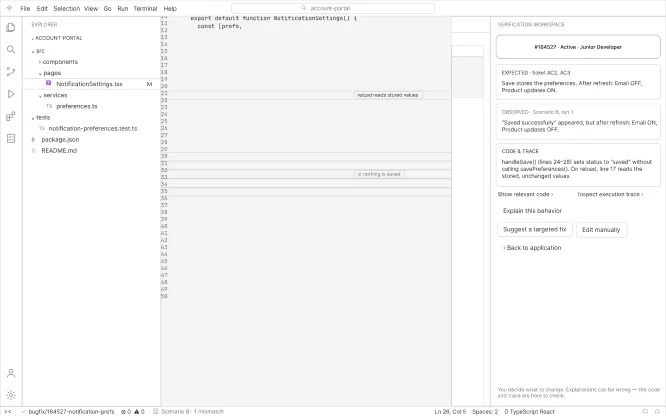 File Edit Selection View Go Run Terminal Help
account-portal
EXPLORER
ACCOUNT-PORTAL
src
components
pages
NotificationSettings.tsx M
services
TS preferences.ts
tests
TS notification-preferences.test.ts
package.json
README.md
export default function NotificationSettings() {
11 const [prefs,
12
13
14
15
16
17
18
19
20
21 reload reads stored values
22
23
24
25
26
27
28
29
30
31
32 X nothing is saved
33
34
35
36
37
38
39
40
41
42
43
44
45
46
47
48
49
50
VERIFICATION WORKSPACE
#184527 · Active · Junior Developer
EXPECTED · ticket AC2, AC3
Save stores the preferences. After refresh: Email OFF,
Product updates ON.
OBSERVED · Scenario B, run 1
"Saved successfully" appeared, but after refresh: Email ON,
Product updates OFF.
CODE & TRACE
handleSave() (lines 24–28) sets status to "saved" without
calling savePreferences(). On reload, line 17 reads the
stored, unchanged values.
Show relevant code › Inspect execution trace ›
Explain this behavior
Suggest a targeted fix Edit manually
‹ Back to application
You decide what to change. Explanations can be wrong — the code
and trace are here to check.
bugfix/184527-notification-prefs 0 0 Scenario B · 1 mismatch Ln 26, Col 5 Spaces: 2 {} TypeScript React